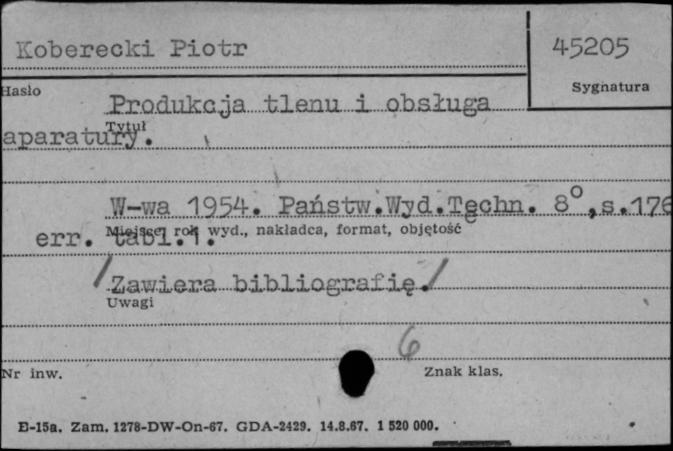 Koberecki Piotr
45205
Hasło
Sygnatura
Produkcja tlenu i obsługa
Tytuł
aparatury.
W-wa 1954. Państw.Wyd.Techn. 8°,s.176
Miejsce, rok wyd., nakładca, format, objętość
err. tabl.1.
/Zawiera bibliografię./
Uwagi
6
Nr inw.
Znak klas.
E-15a. Zam. 1278-DW-On-67. GDA-2429. 14.8.67. 1 520 000.